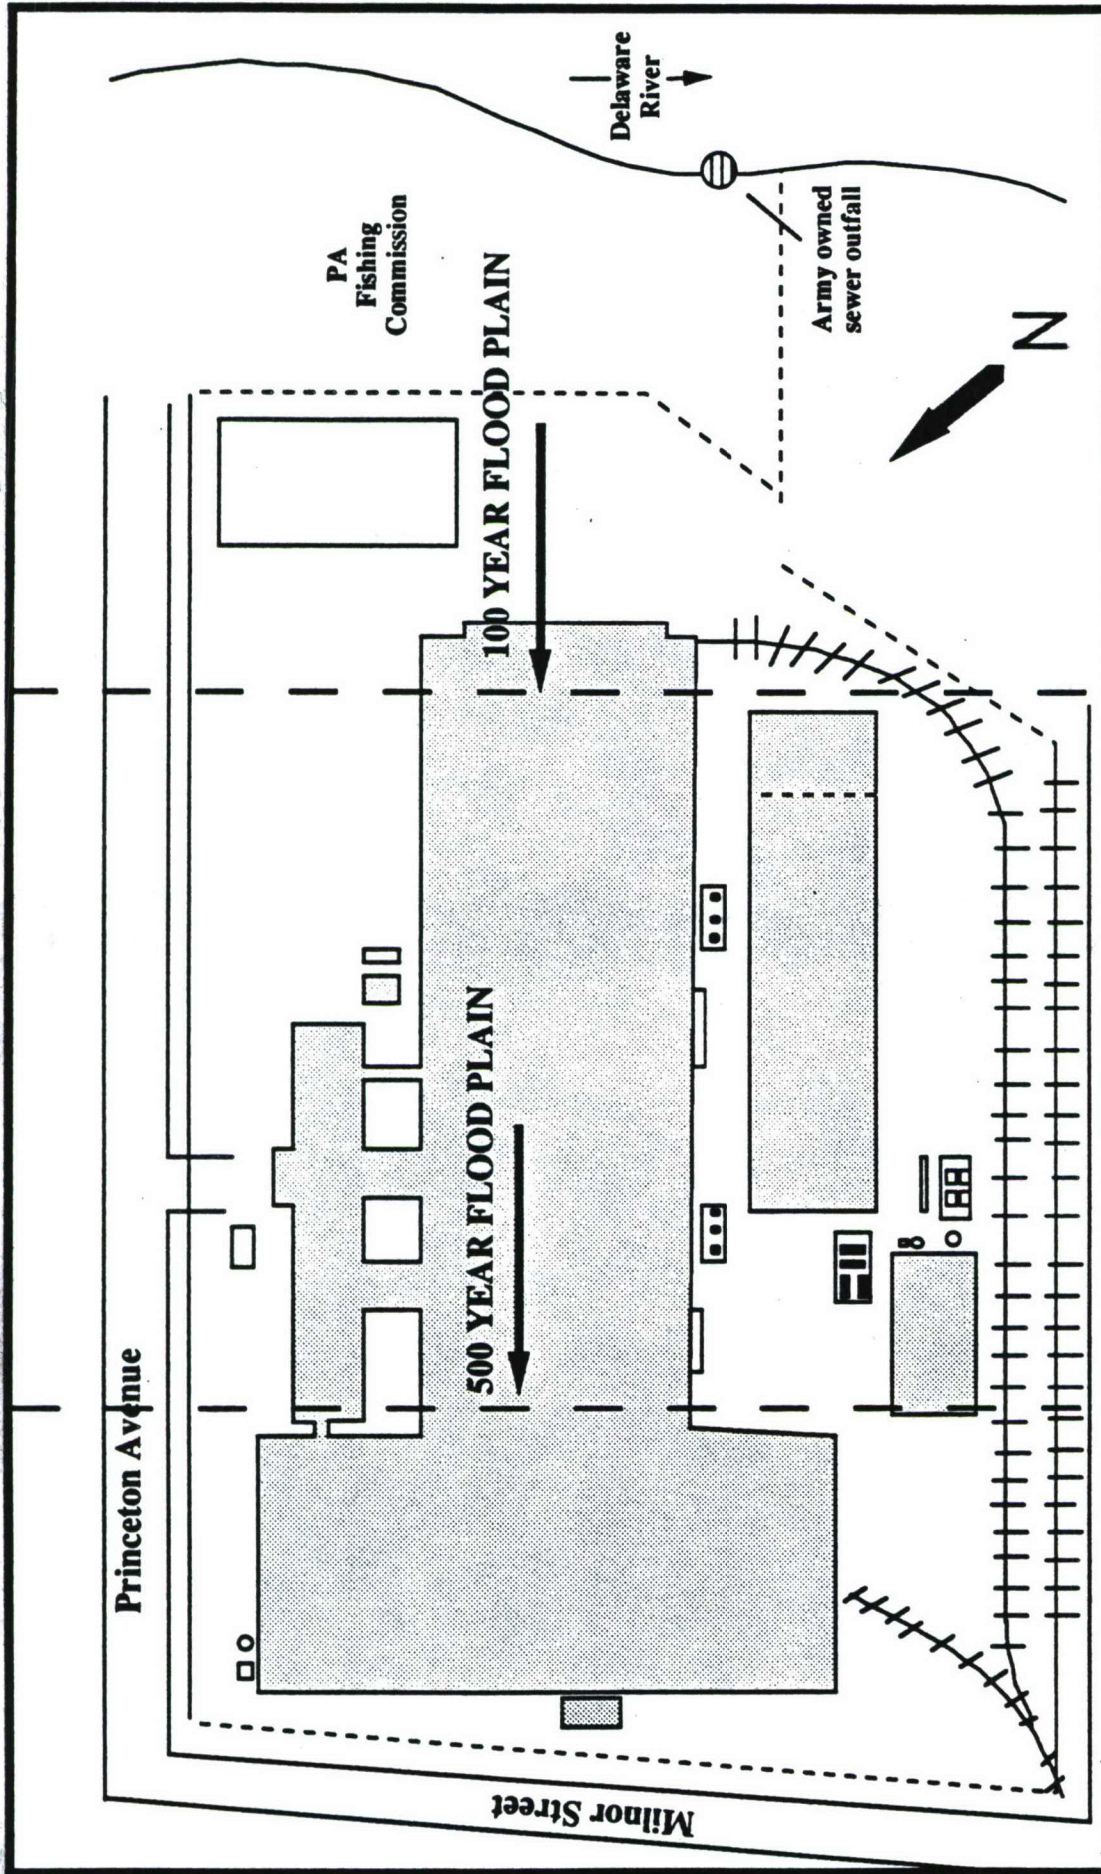 Princeton Avenue
Milnor Street
500 YEAR FLOOD PLAIN
100 YEAR FLOOD PLAIN
PA
Fishing
Commission
Delaware
River
Army owned
sewer outfall
N